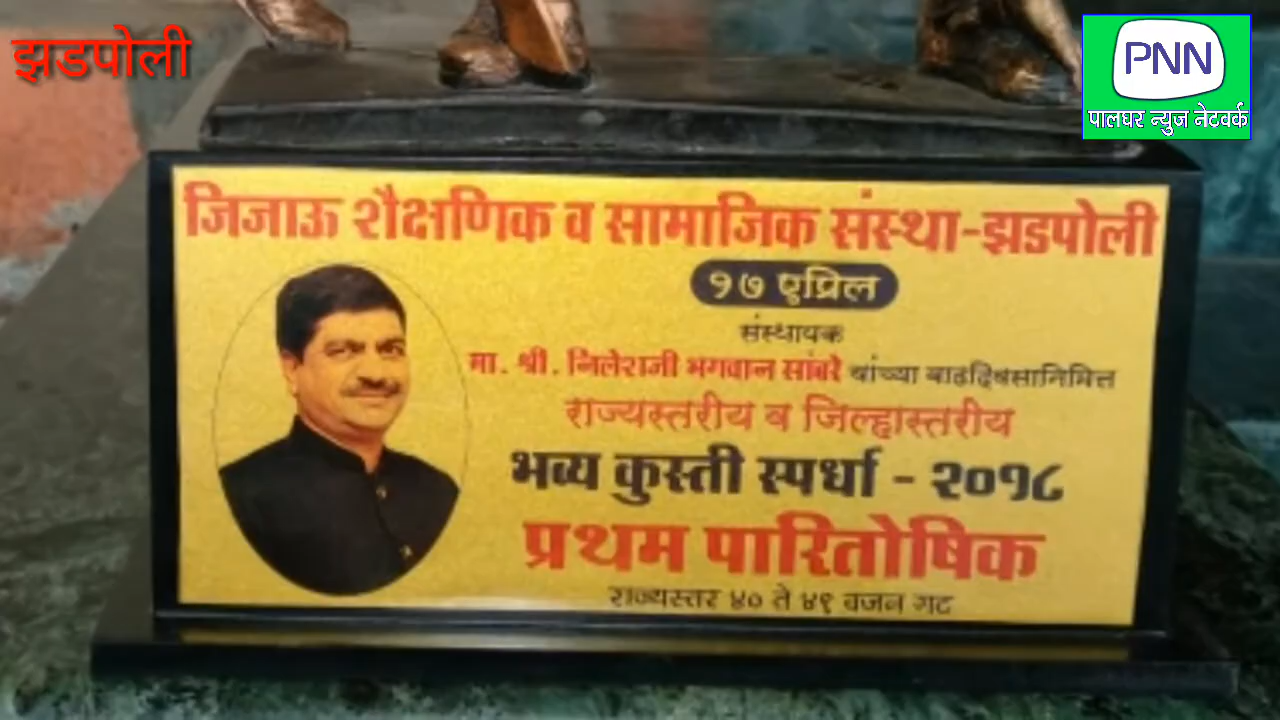 झडपोली
PNN
पालघर न्युज नेटवर्क
जिजाऊ शैक्षणिक व सामाजिक संस्था-झडपोली
१७ एप्रिल
संस्थापक
मा. श्री. निलेशजी भगवान सांबरे यांच्या वाढदिवसानिमित्त
राज्यस्तरीय व जिल्हास्तरीय
भव्य कुस्ती स्पर्धा - २०१८
प्रथम पारितोषिक
राज्यस्तर ४० ते ४९ वजन गट